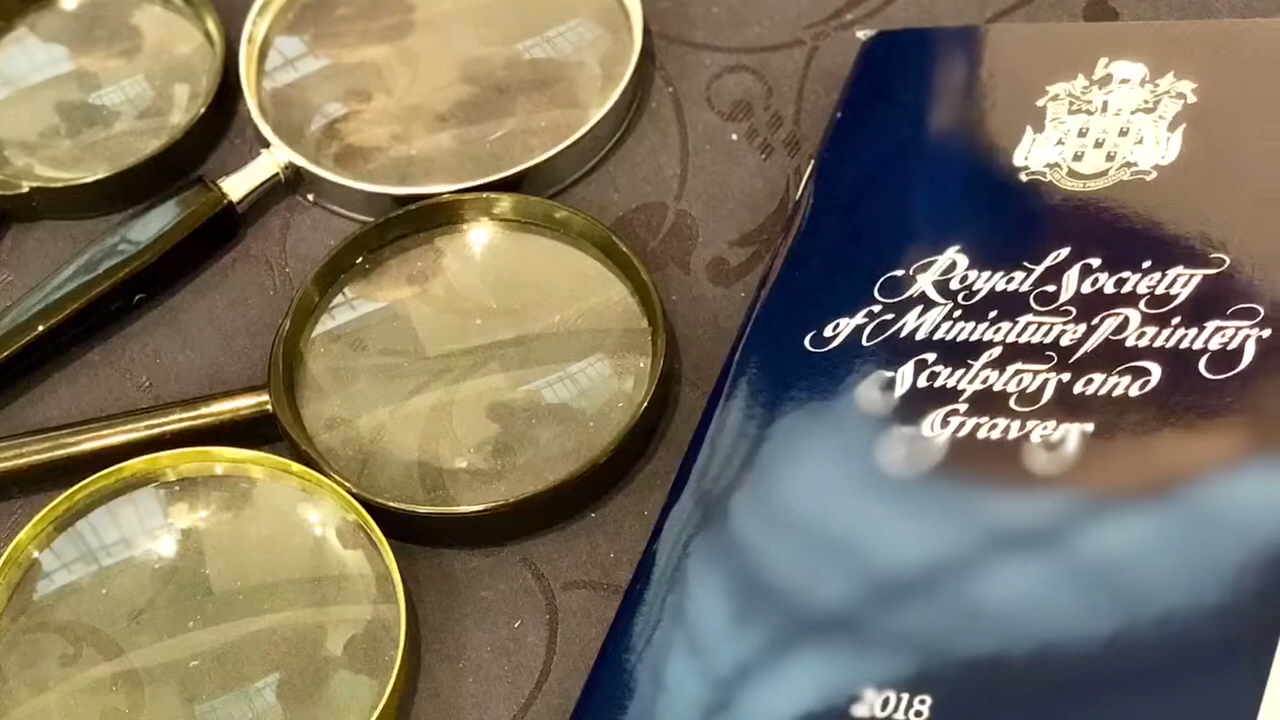 Royal Society
of Miniature Painters
Sculptors and
Gravers
2018